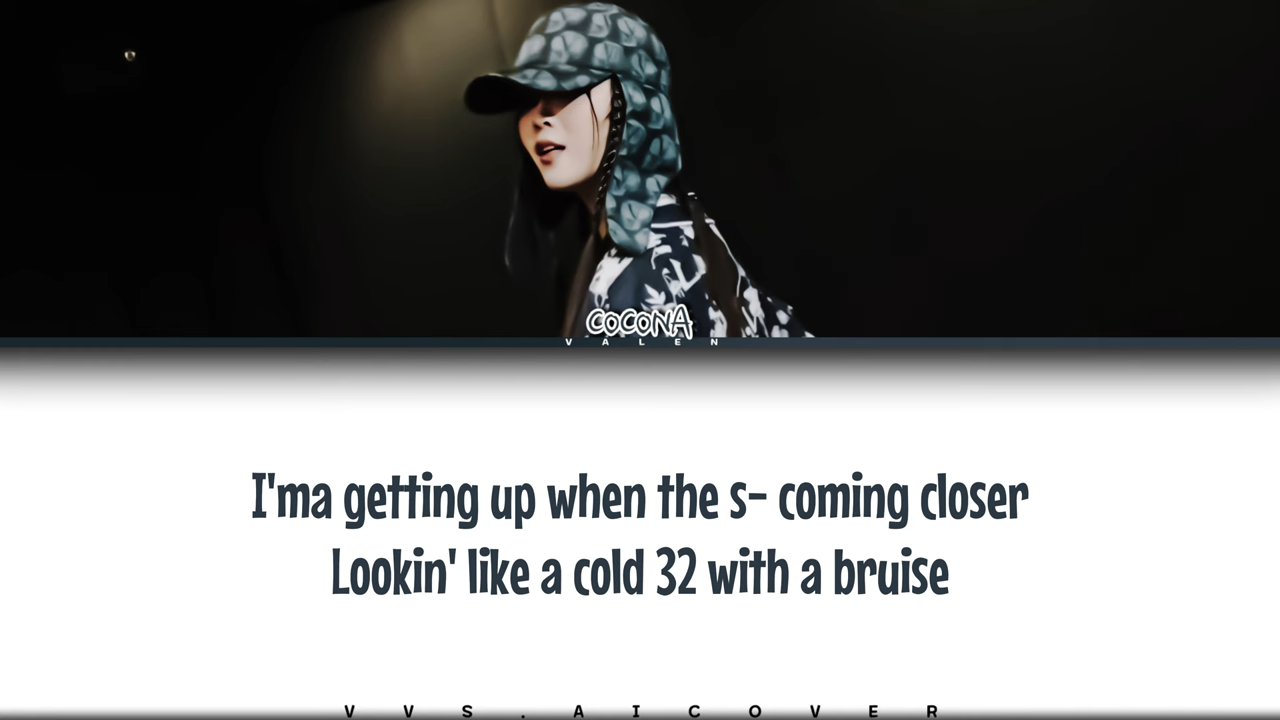 COCONA
VALEN
I'ma getting up when the s- coming closer
Lookin' like a cold 32 with a bruise
VVS.AICOVER